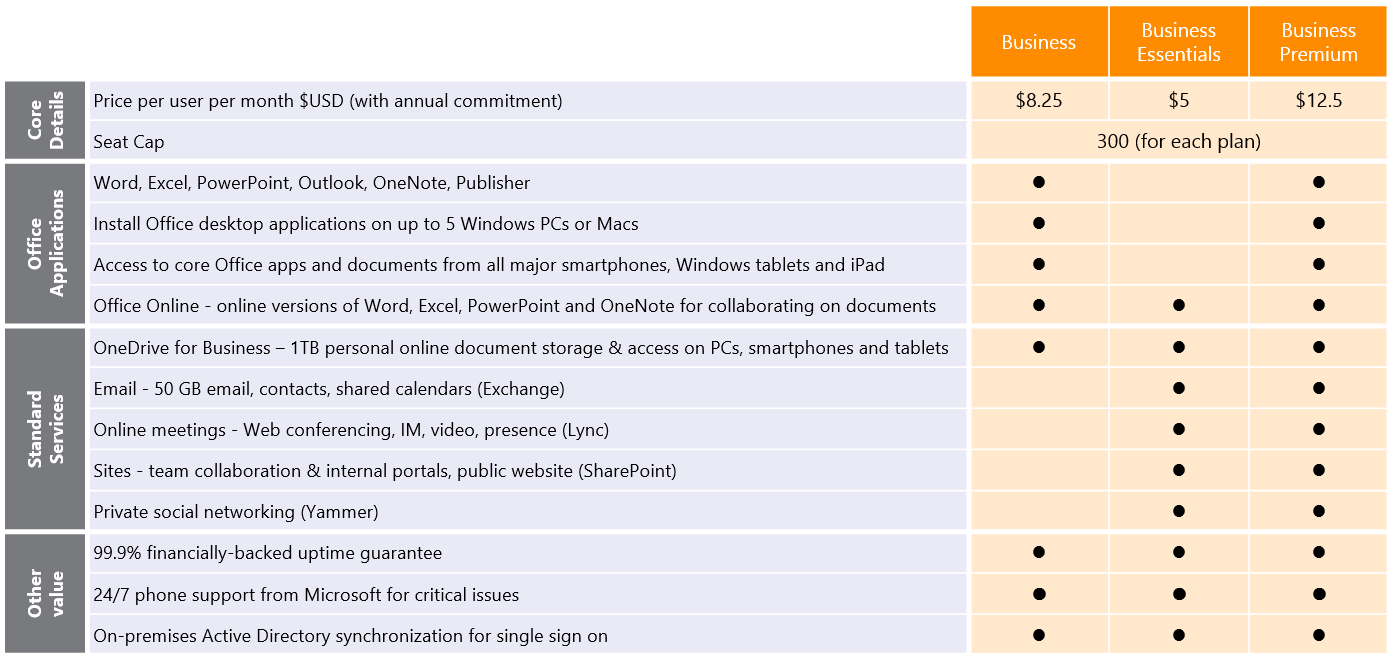 Business
Business
Essentials
Business
Premium
Core
Details
Price per user per month $USD (with annual commitment) $8.25 $5 $12.5
Seat Cap 300 (for each plan)
Office
Applications
Word, Excel, PowerPoint, Outlook, OneNote, Publisher ● ●
Install Office desktop applications on up to 5 Windows PCs or Macs ● ●
Access to core Office apps and documents from all major smartphones, Windows tablets and iPad ● ●
Office Online - online versions of Word, Excel, PowerPoint and OneNote for collaborating on documents ● ● ●
Standard
Services
OneDrive for Business – 1TB personal online document storage & access on PCs, smartphones and tablets ● ● ●
Email - 50 GB email, contacts, shared calendars (Exchange) ● ●
Online meetings - Web conferencing, IM, video, presence (Lync) ● ●
Sites - team collaboration & internal portals, public website (SharePoint) ● ●
Private social networking (Yammer) ● ●
Other
value
99.9% financially-backed uptime guarantee ● ● ●
24/7 phone support from Microsoft for critical issues ● ● ●
On-premises Active Directory synchronization for single sign on ● ● ●